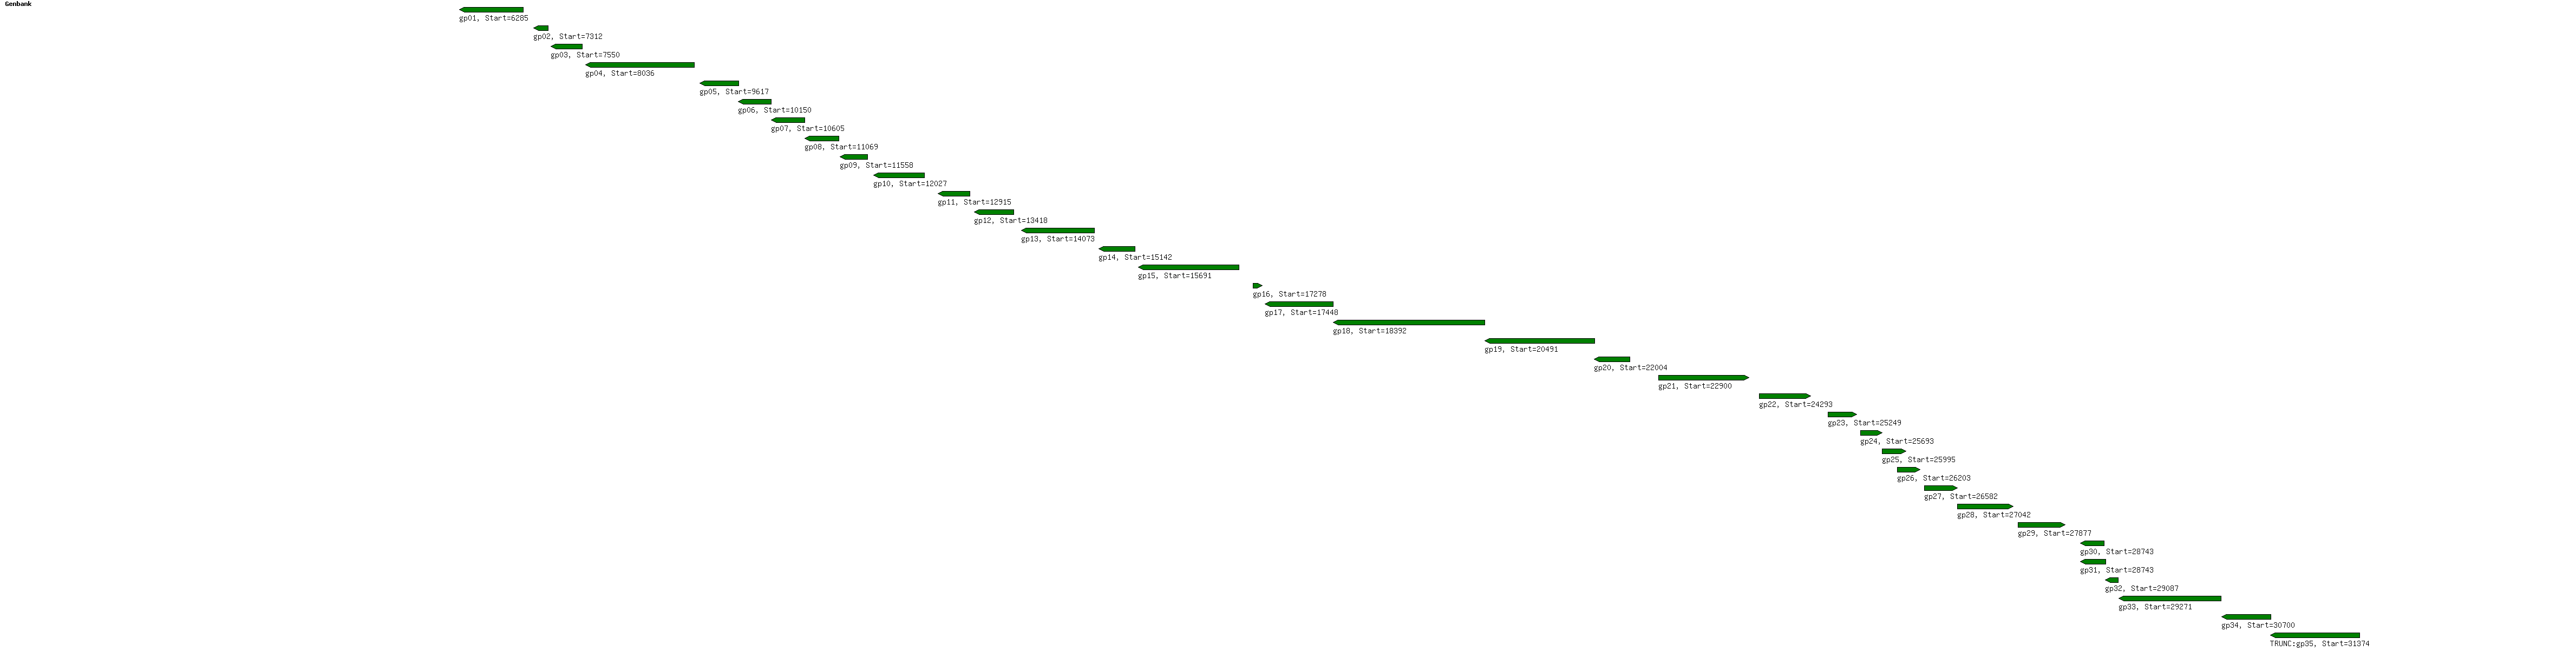 Genbank
gp01, Start=6285
gp02, Start=7312
gp03, Start=7550
gp04, Start=8036
gp05, Start=9617
gp06, Start=10150
gp07, Start=10605
gp08, Start=11069
gp09, Start=11558
gp10, Start=12027
gp11, Start=12915
gp12, Start=13418
gp13, Start=14073
gp14, Start=15142
gp15, Start=15691
gp16, Start=17278
gp17, Start=17448
gp18, Start=18392
gp19, Start=20491
gp20, Start=22004
gp21, Start=22900
gp22, Start=24293
gp23, Start=25249
gp24, Start=25693
gp25, Start=25995
gp26, Start=26203
gp27, Start=26582
gp28, Start=27042
gp29, Start=27877
gp30, Start=28743
gp31, Start=28743
gp32, Start=29087
gp33, Start=29271
gp34, Start=30700
TRUNC:gp35, Start=31374